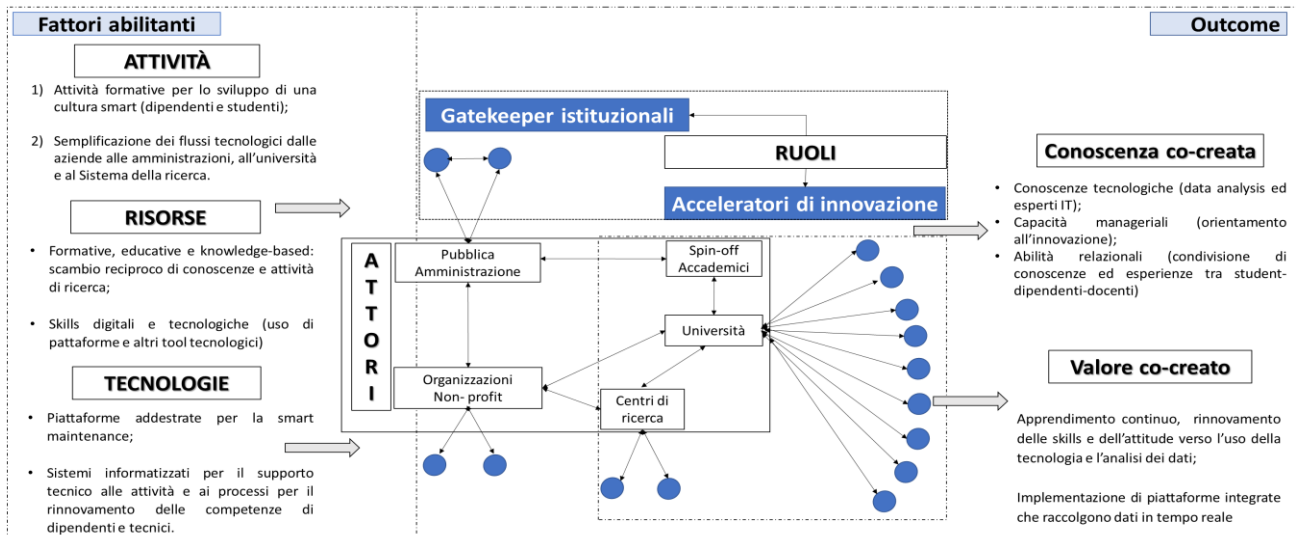 Fattori abilitanti
ATTIVITÀ
1) Attività formative per lo sviluppo di una
cultura smart (dipendenti e studenti);
2) Semplificazione dei flussi tecnologici dalle
aziende alle amministrazioni, all'università
e al Sistema della ricerca.
RISORSE
• Formative, educative e knowledge-based:
scambio reciproco di conoscenze e attività
di ricerca;
• Skills digitali e tecnologiche (uso di
pattaforme e altri tool tecnologici)
TECNOLOGIE
• Piattaforme addestrate per la smart
maintenance;
• Sistemi informatizzati per il supporto
tecnico alle attività e ai processi per il
rinnovamento delle competenze di
dipendenti e tecnici.
Gatekeeper istituzionali
RUOLI
Acceleratori di innovazione
ATTORI
Pubblica
Amministrazione
Spin-off
Accademici
Università
Organizzazioni
Non- profit
Centri di
ricerca
Outcome
Conoscenza co-creata
• Conoscenze tecnologiche (data analysis ed
esperti IT);
• Capacità manageriali (orientamento
all'innovazione);
• Abilità relazionali (condivisione di
conoscenze ed esperienze tra student-
dipendenti-docenti)
Valore co-creato
Apprendimento continuo, rinnovamento
delle skills e dell'attitude verso l'uso della
tecnologia e l'analisi dei dati;
Implementazione di piattaforme integrate
che raccolgono dati in tempo reale